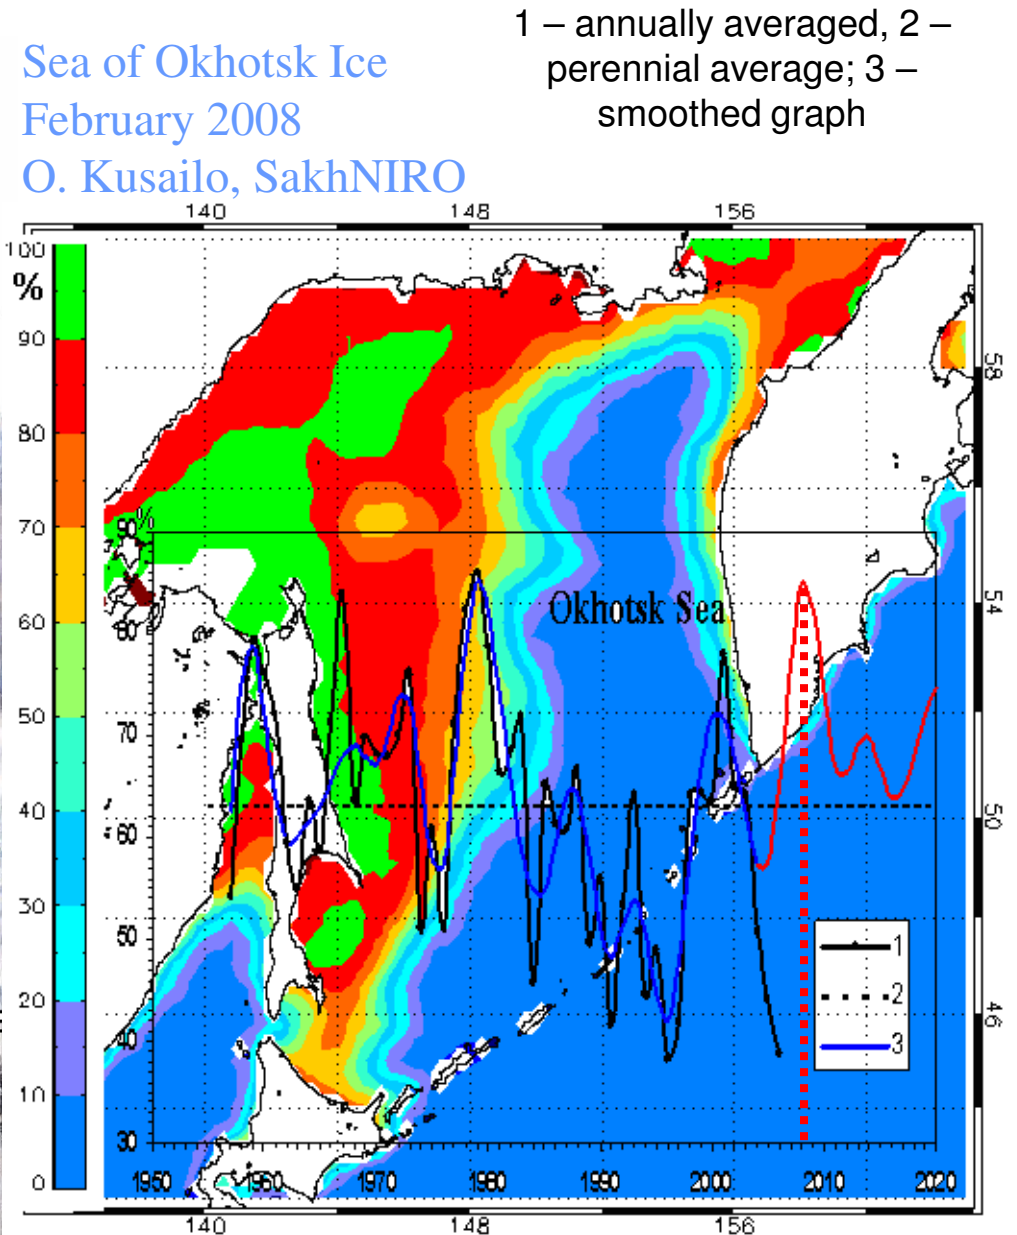 Sea of Okhotsk Ice
February 2008
O. Kusailo, SakhNIRO
1 – annually averaged, 2 –
perennial average; 3 –
smoothed graph
140 148 156
100
%
90
80
70
60
50
40
30
20
10
0
58
54
50
46
90%
80
70
60
50
40
30
Okhotsk Sea
1
2
3
1950 1960 1970 1980 1990 2000 2010 2020
140 148 156